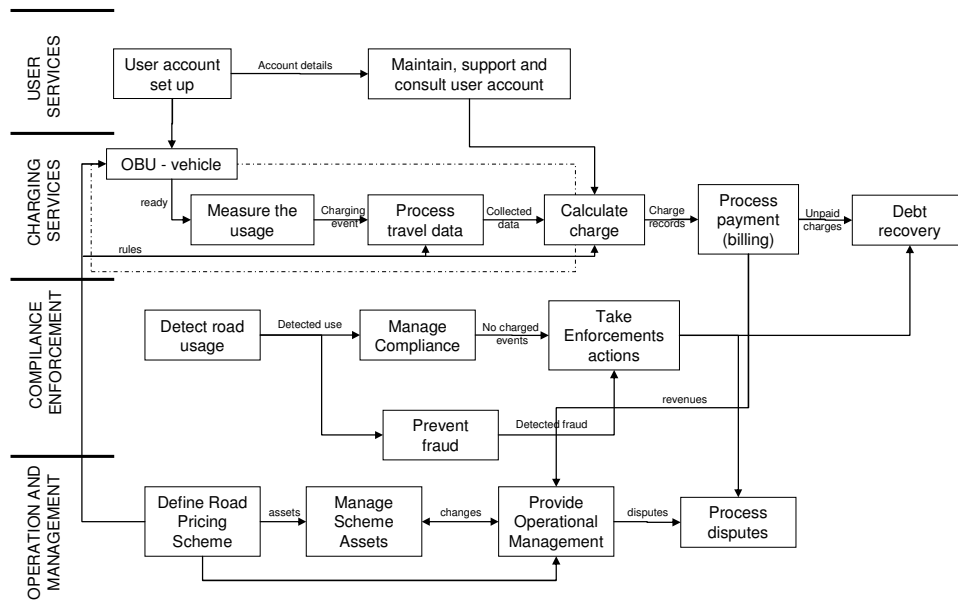 USER
SERVICES
User account
set up
Account details
Maintain, support and
consult user account
CHARGING
SERVICES
OBU - vehicle
ready
Measure the
usage
Charging
event
Process
travel data
Collected
data
Calculate
charge
Charge
records
Process
payment
(billing)
Unpaid
charges
Debt
recovery
rules
COMPILANCE
ENFORCEMENT
Detect road
usage
Detected use
Manage
Compliance
No charged
events
Take
Enforcements
actions
revenues
Prevent
fraud
Detected fraud
OPERATION AND
MANAGEMENT
Define Road
Pricing
Scheme
assets
Manage
Scheme
Assets
changes
Provide
Operational
Management
disputes
Process
disputes